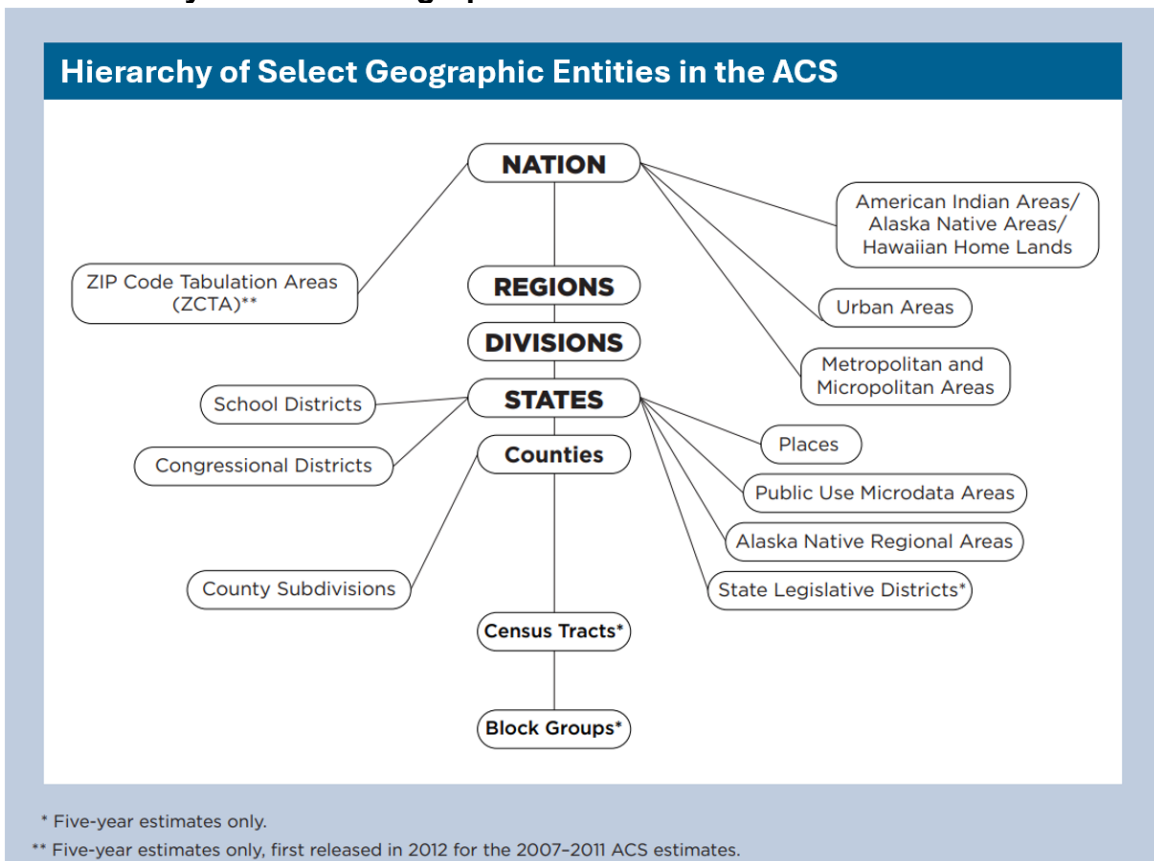 Hierarchy of Select Geographic Entities in the ACS
NATION
American Indian Areas/
Alaska Native Areas/
Hawaiian Home Lands
ZIP Code Tabulation Areas
(ZCTA)**
REGIONS
Urban Areas
DIVISIONS
Metropolitan and
Micropolitan Areas
School Districts
STATES
Congressional Districts
Counties
Places
Public Use Microdata Areas
Alaska Native Regional Areas
County Subdivisions
State Legislative Districts*
Census Tracts*
Block Groups*
* Five-year estimates only.
** Five-year estimates only, first released in 2012 for the 2007–2011 ACS estimates.